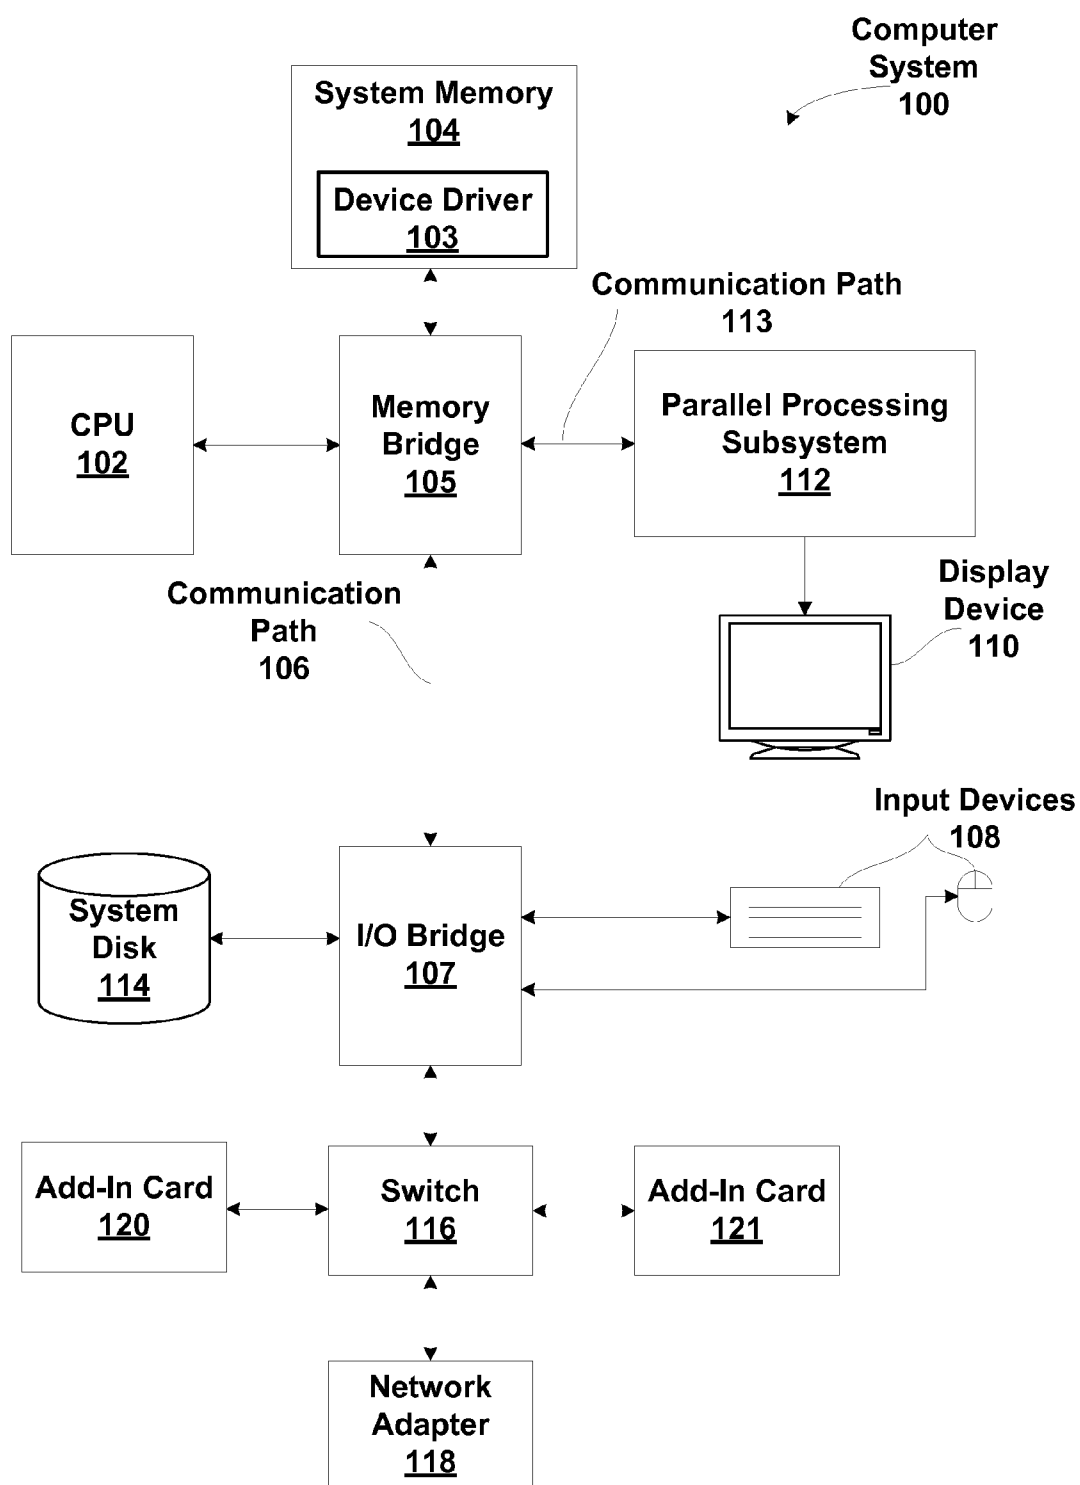 Computer
System
100
System Memory
104
Device Driver
103
Communication Path
113
CPU
102
Memory
Bridge
105
Parallel Processing
Subsystem
112
Communication
Path
106
Display
Device
110
Input Devices
108
System
Disk
114
I/O Bridge
107
Add-In Card
120
Switch
116
Add-In Card
121
Network
Adapter
118